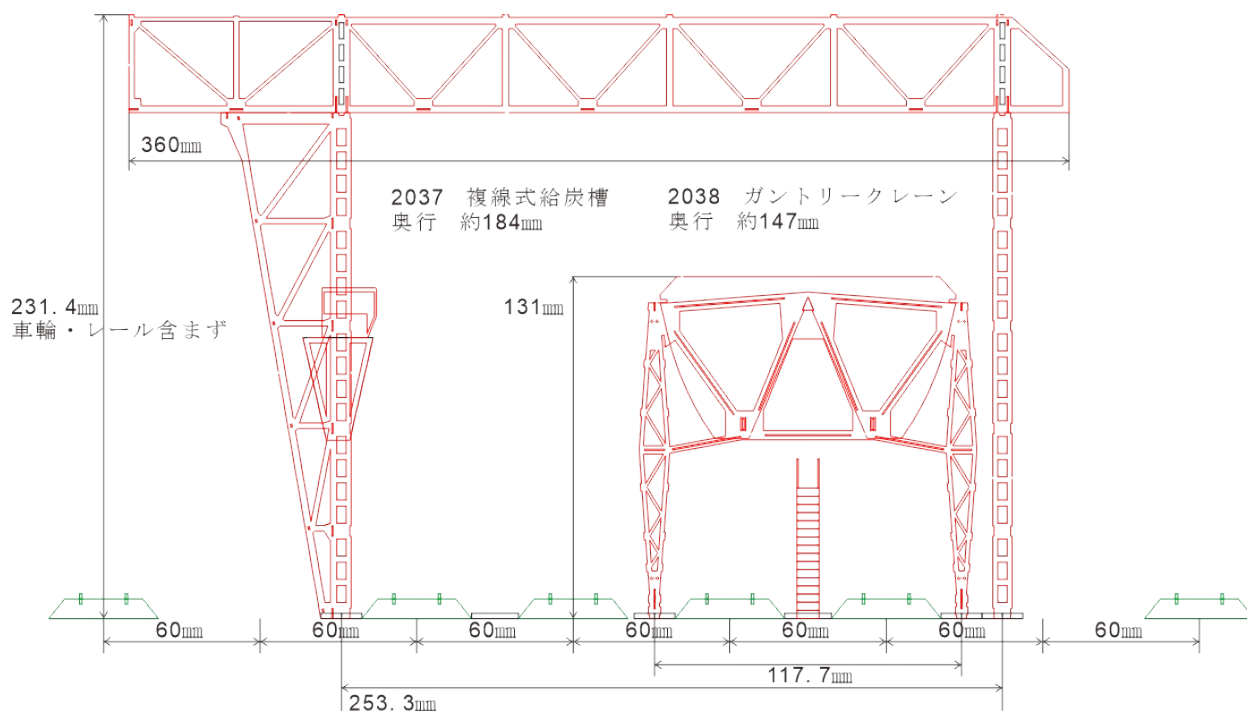 360㎜
2037　複線式給炭槽
奥行　約184㎜
2038　ガントリークレーン
奥行　約147㎜
231.4㎜
車輪・レール含まず
131㎜
60㎜
60㎜
60㎜
60㎜
60㎜
60㎜
60㎜
117.7㎜
253.3㎜